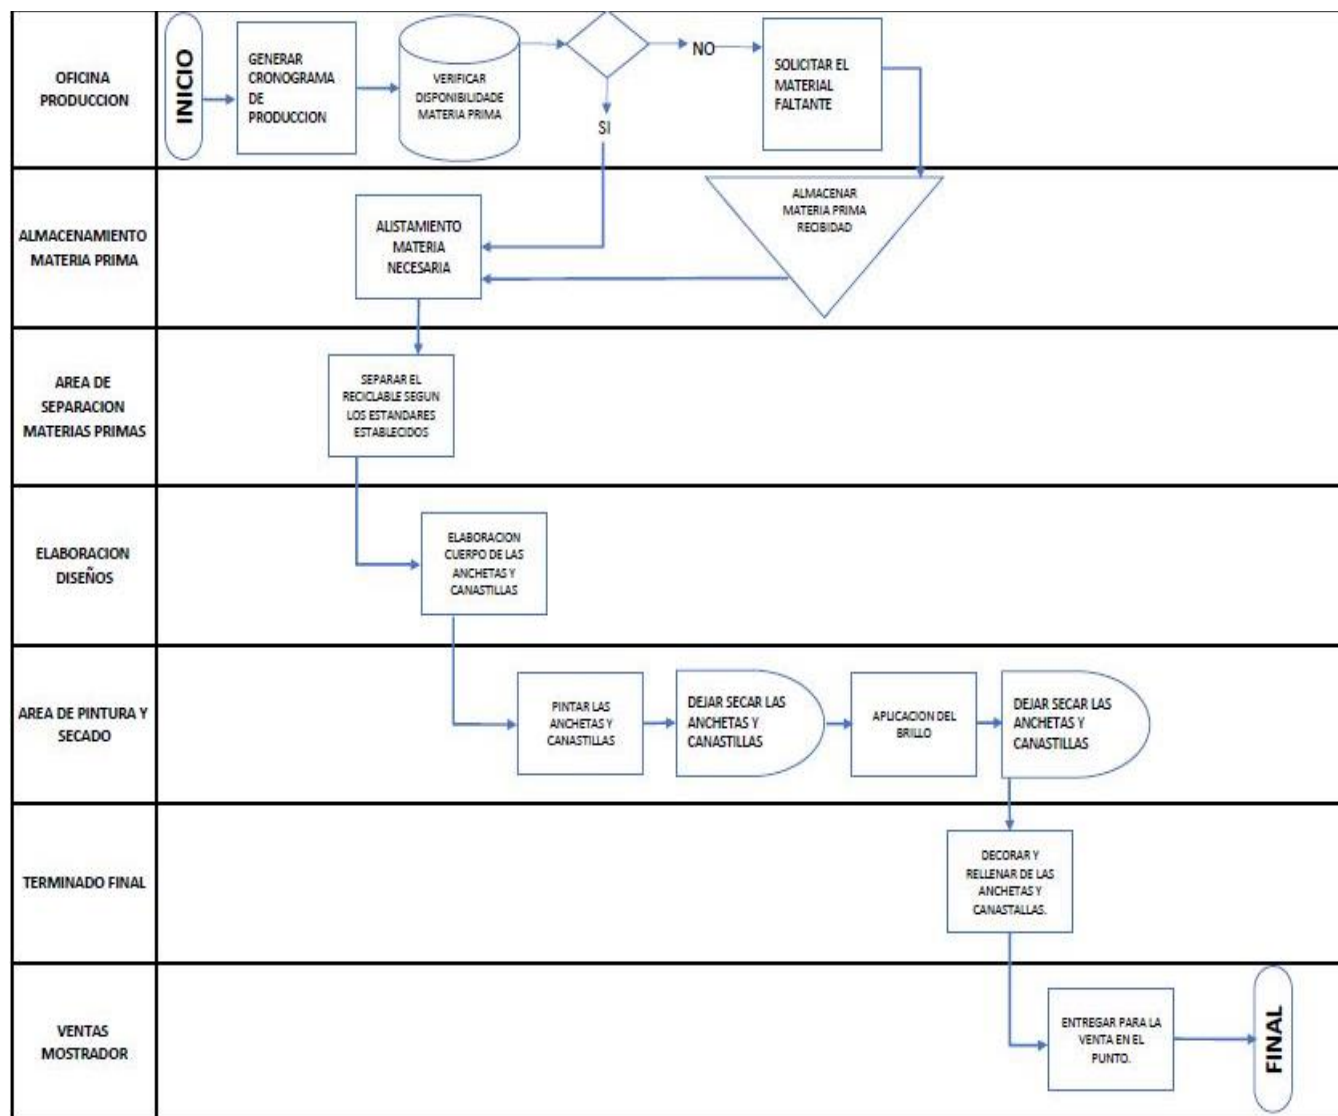 OFICINA
PRODUCCION
INICIO
GENERAR
CRONOGRAMA
DE
PRODUCCION
VERIFICAR
DISPONIBILIDADE
MATERIA PRIMA
NO
SI
SOLICITAR EL
MATERIAL
FALTANTE
ALMACENAMIENTO
MATERIA PRIMA
ALISTAMIENTO
MATERIA
NECESARIA
ALMACENAR
MATERIA PRIMA
RECIBIDAD
AREA DE
SEPARACION
MATERIAS PRIMAS
SEPARAR EL
RECICLABLE SEGUN
LOS ESTANDARES
ESTABLECIDOS
ELABORACION
DISEÑOS
ELABORACION
CUERPO DE LAS
ANCHETAS Y
CANASTILLAS
AREA DE PINTURA Y
SECADO
PINTAR LAS
ANCHETAS Y
CANASTILLAS
DEJAR SECAR LAS
ANCHETAS Y
CANASTILLAS
APLICACION DEL
BRILLO
DEJAR SECAR LAS
ANCHETAS Y
CANASTILLAS
TERMINADO FINAL
DECORAR Y
RELLENAR DE LAS
ANCHETAS Y
CANASTALLAS.
VENTAS
MOSTRADOR
ENTREGAR PARA LA
VENTA EN EL
PUNTO.
FINAL